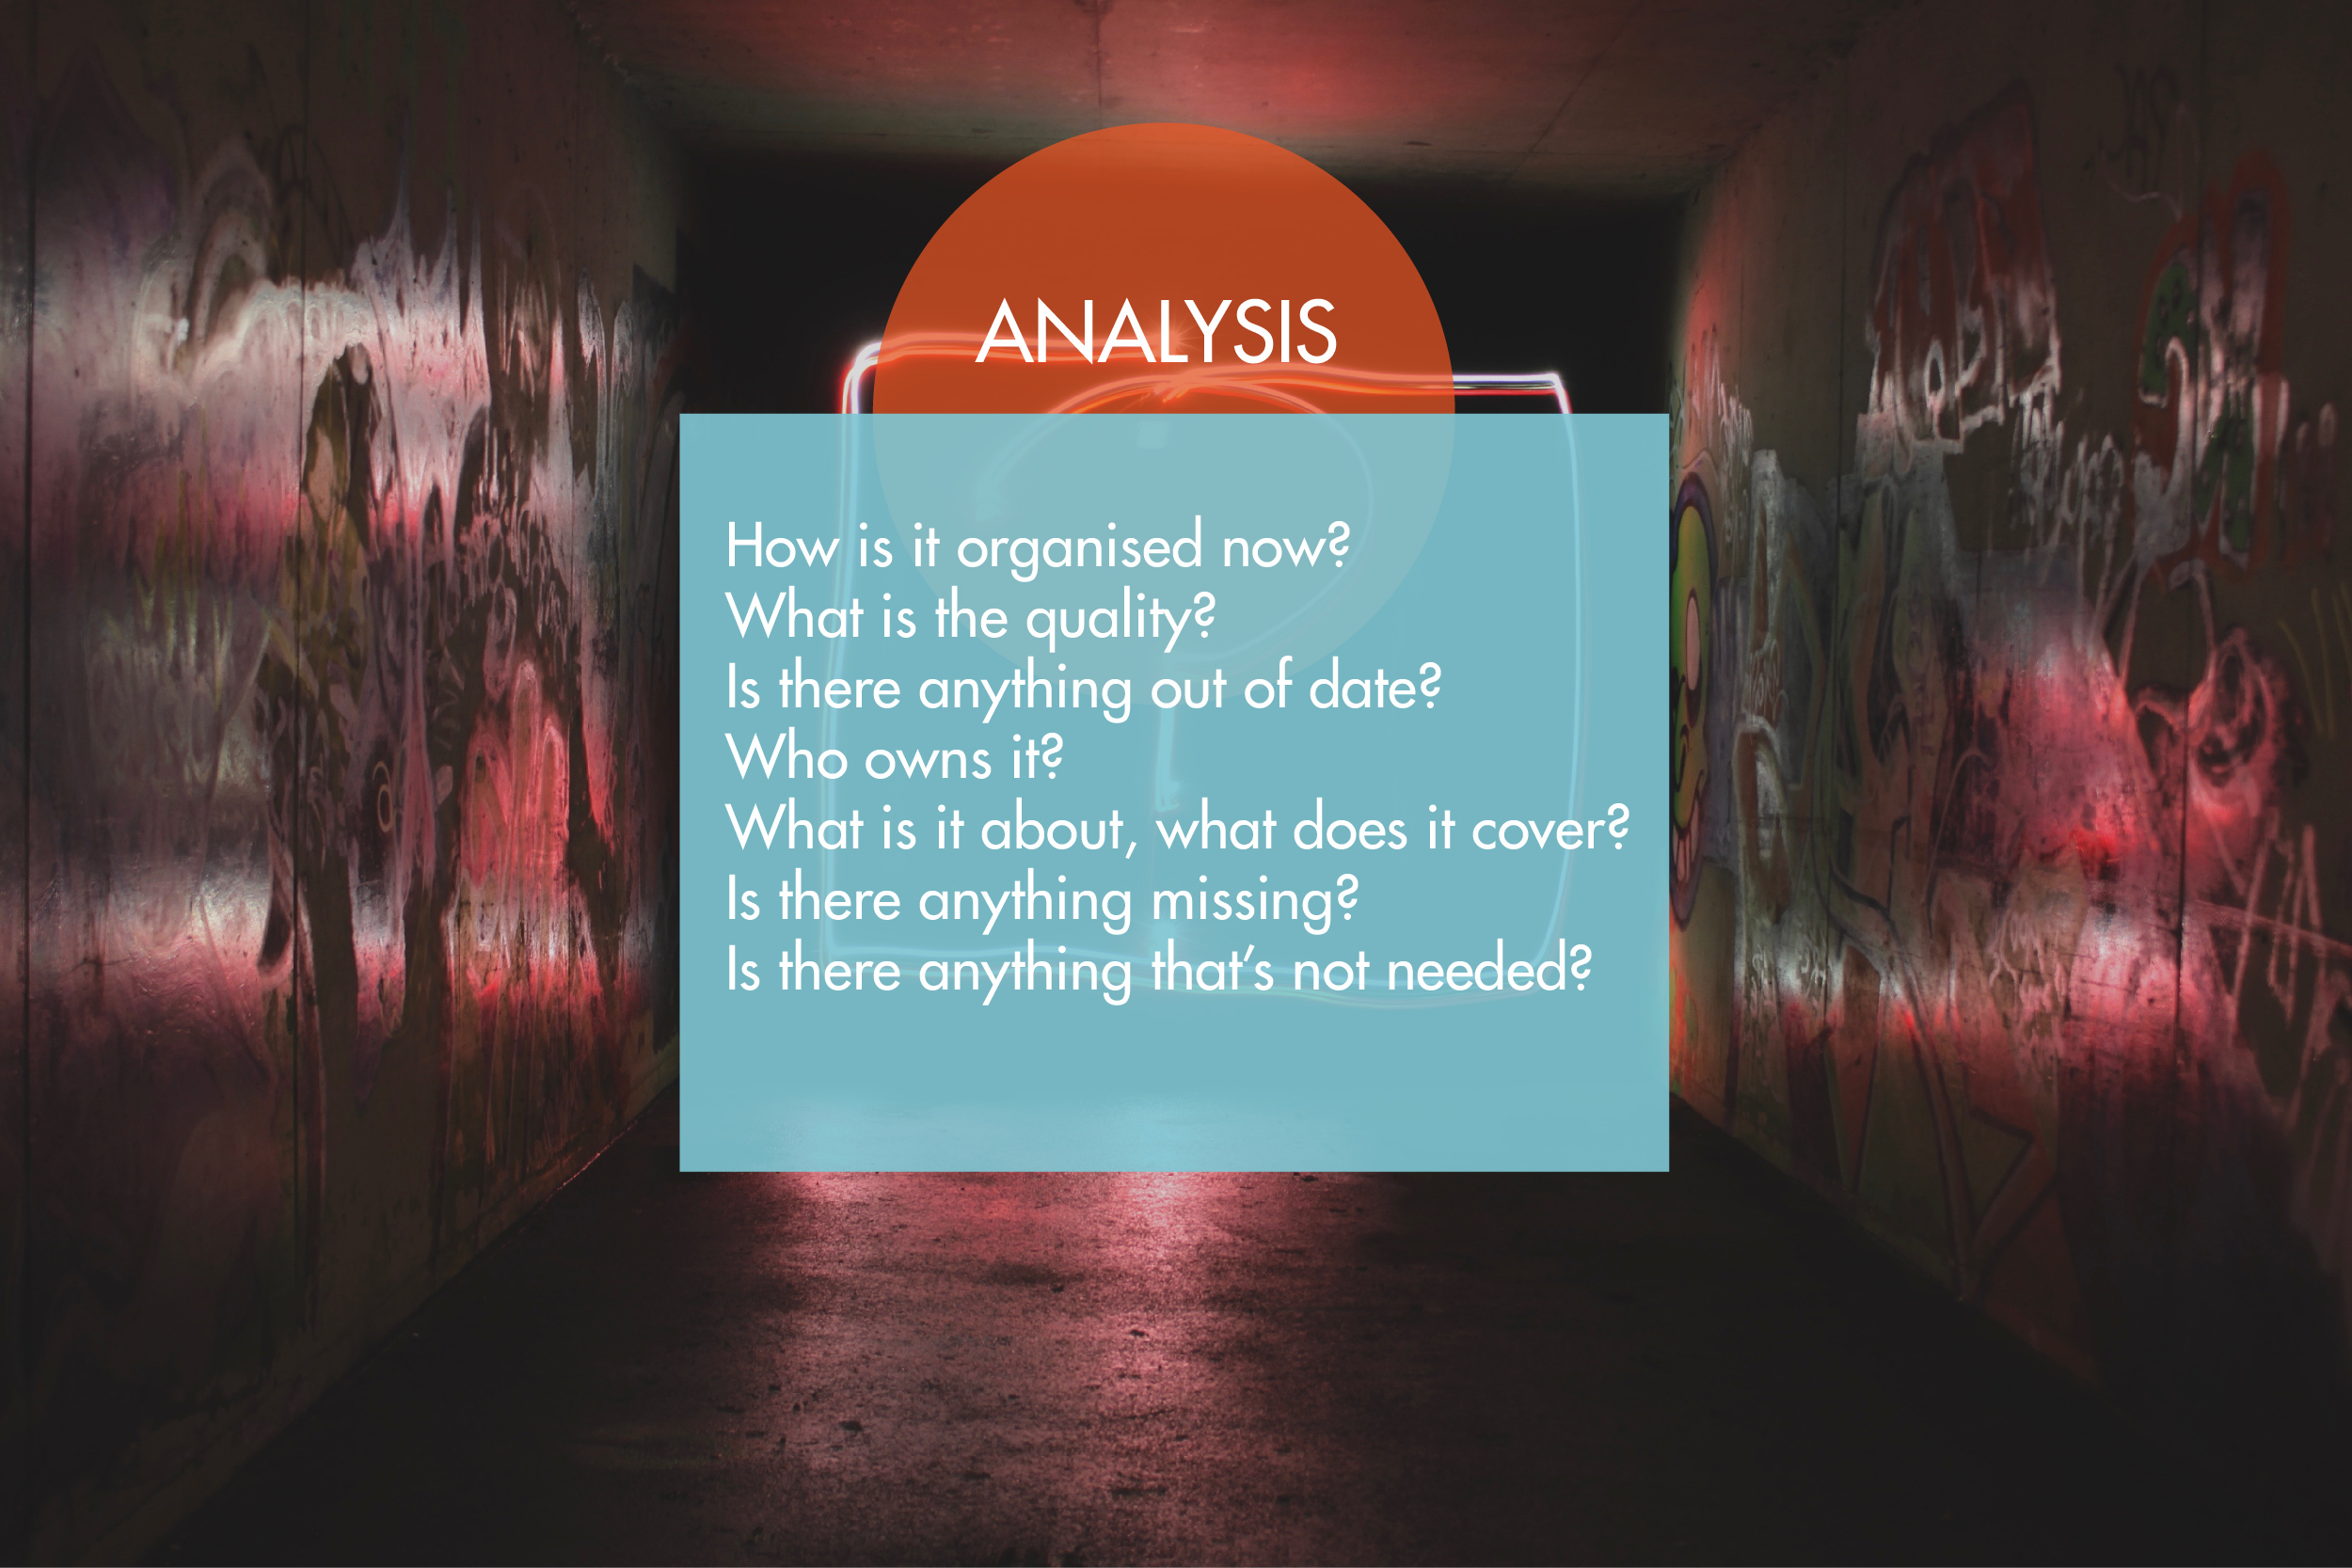 ANALYSIS
How is it organised now?
What is the quality?
Is there anything out of date?
Who owns it?
What is it about, what does it cover?
Is there anything missing?
Is there anything that’s not needed?